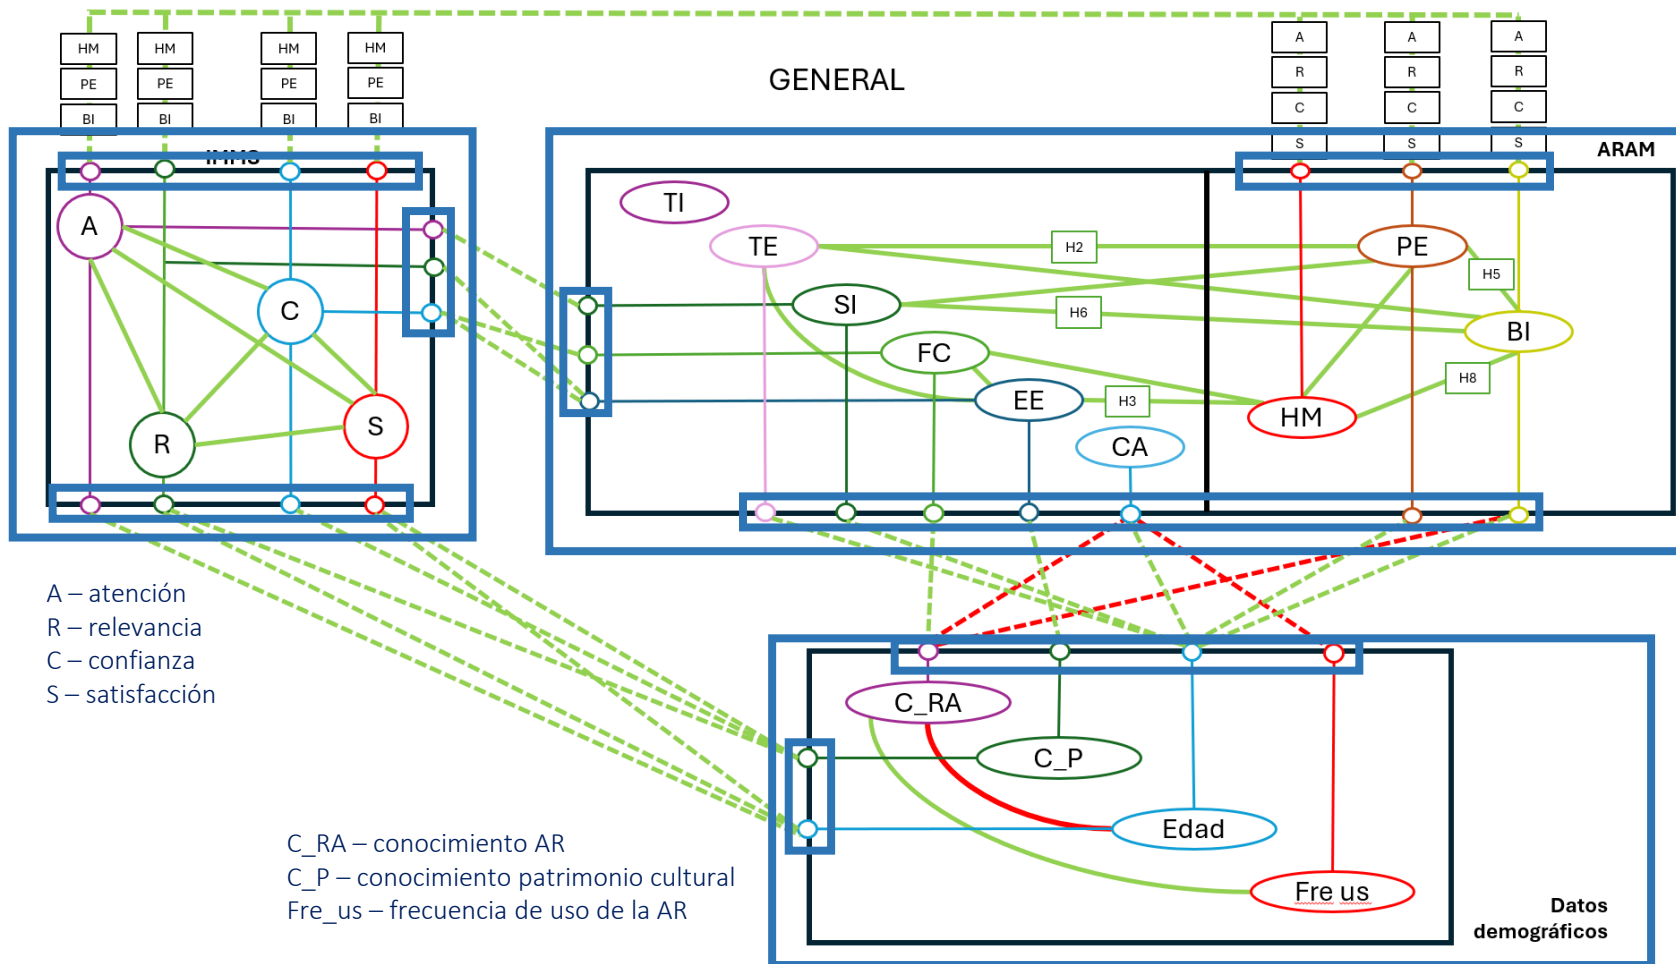 HM HM HM HM
PE PE PE PE
BI BI BI BI
GENERAL
A A A
R R R
C C C
S S S
IMMS
ARAM
A
C
R
S
TI
TE
H2
PE
H5
SI
H6
BI
FC
H8
EE
H3
HM
CA
A – atención
R – relevancia
C – confianza
S – satisfacción
C_RA
C_P
Edad
Fre us
C_RA – conocimiento AR
C_P – conocimiento patrimonio cultural
Fre_us – frecuencia de uso de la AR
Datos
demográficos